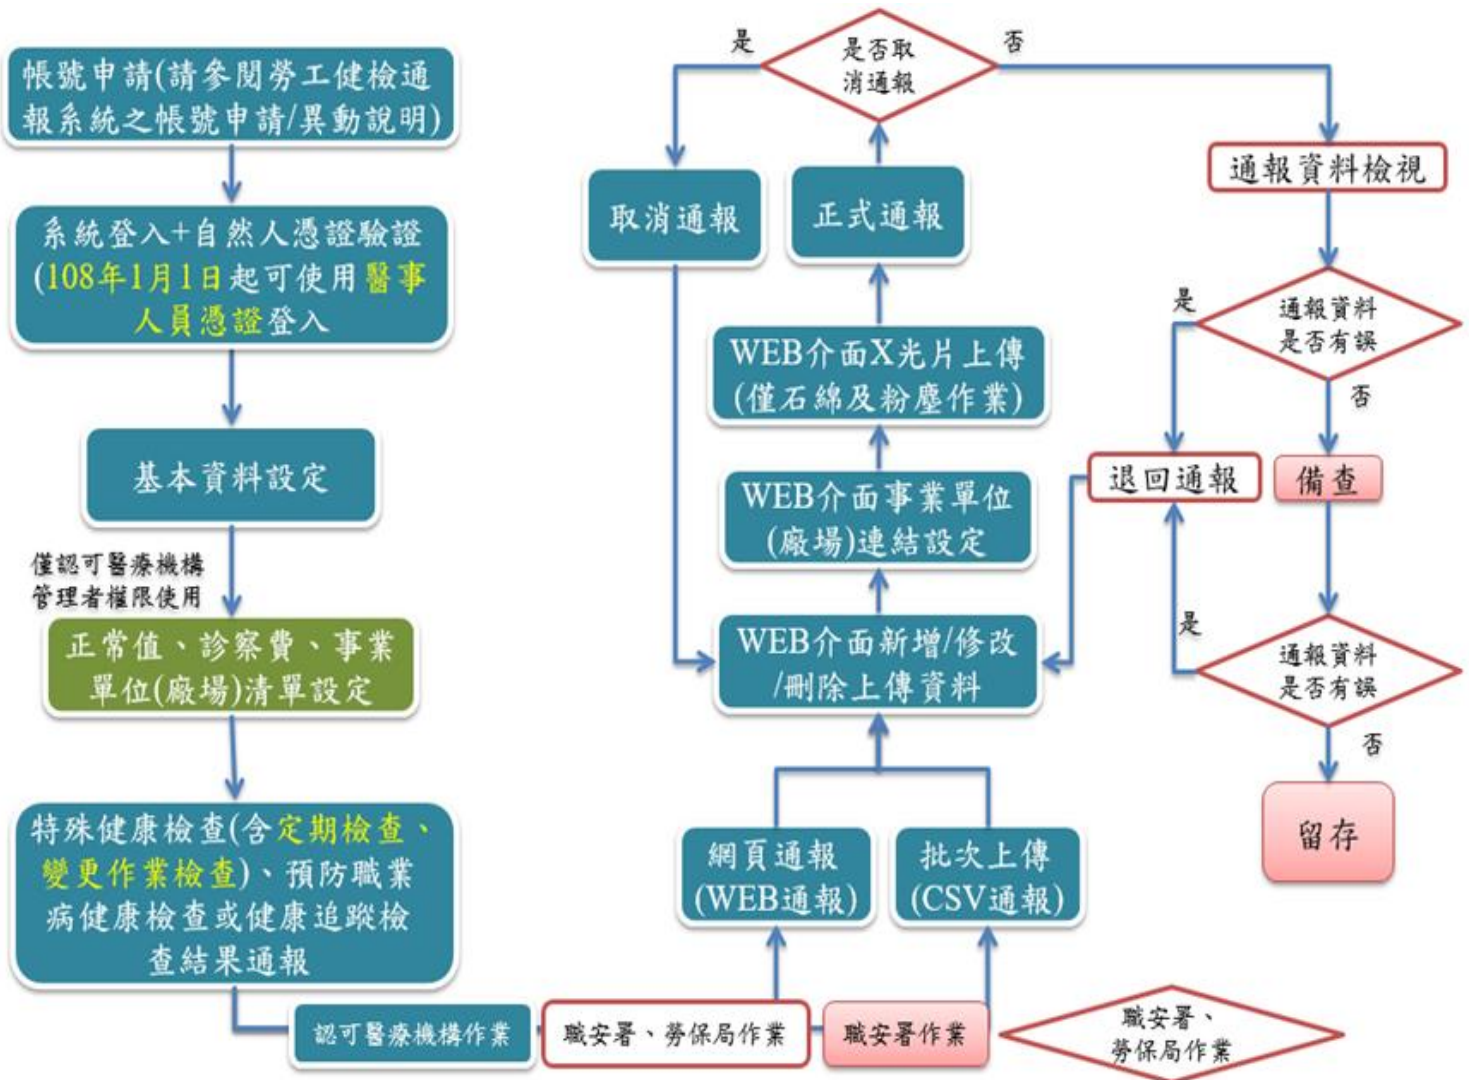 帳號申請(請參閱勞工健檢通
報系統之帳號申請/異動說明)
系統登入+自然人憑證驗證
(108年1月1日起可使用醫事
人員憑證登入
基本資料設定
僅認可醫療機構
管理者權限使用
正常值、診察費、事業
單位(廠場)清單設定
特殊健康檢查(含定期檢查、
變更作業檢查)、預防職業
病健康檢查或健康追蹤檢
查結果通報
是
是否取
消通報
否
取消通報
正式通報
WEB介面X光片上傳
(僅石綿及粉塵作業)
WEB介面事業單位
(廠場)連結設定
WEB介面新增/修改
/刪除上傳資料
網頁通報
(WEB通報)
批次上傳
(CSV通報)
通報資料檢視
是
通報資料
是否有誤
否
退回通報
備查
是
通報資料
是否有誤
否
留存
認可醫療機構作業
職安署、勞保局作業
職安署作業
職安署、
勞保局作業